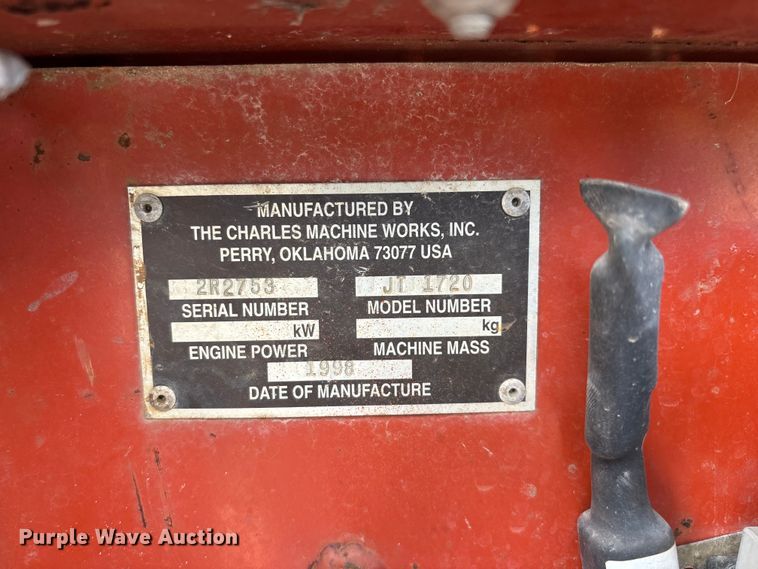 MANUFACTURED BY
THE CHARLES MACHINE WORKS, INC.
PERRY, OKLAHOMA 73077 USA
2R2753 JT 1720
SERIAL NUMBER MODEL NUMBER
kW kg
ENGINE POWER MACHINE MASS
1998
DATE OF MANUFACTURE
Purple Wave Auction®